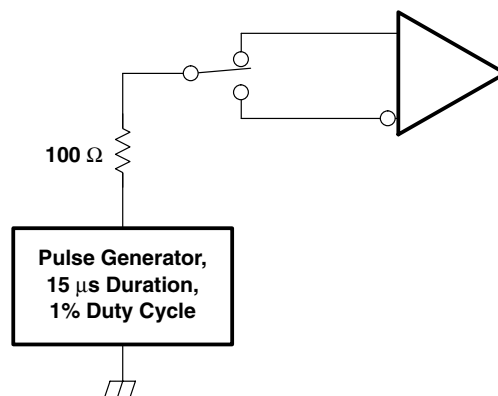 100 Ω
Pulse Generator,
15 μs Duration,
1% Duty Cycle